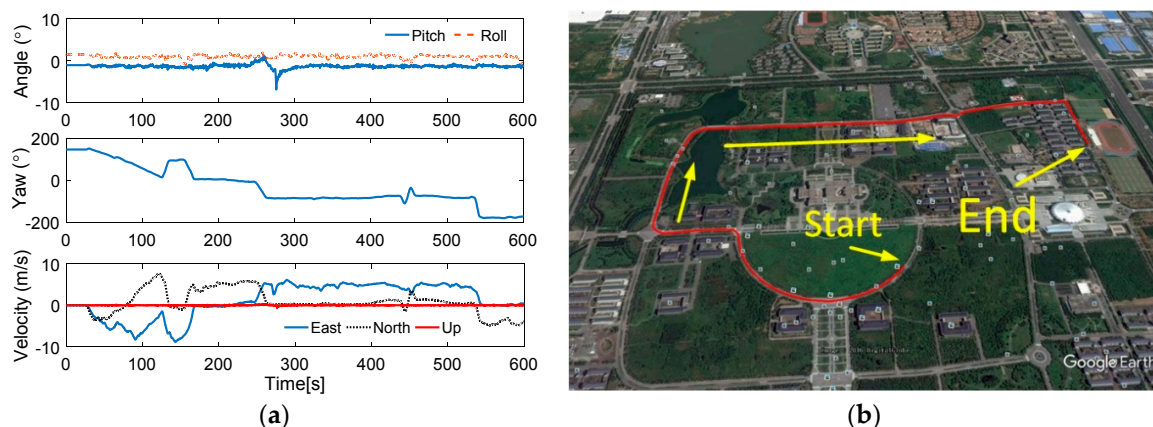 10
0
-10
Angle (°)
Pitch Roll
0 100 200 300 400 500 600
200
0
-200
Yaw (°)
0 100 200 300 400 500 600
10
0
-10
Velocity (m/s)
East North Up
0 100 200 300 400 500 600
Time[s]
(a)
Start
End
Google Earth
(b)